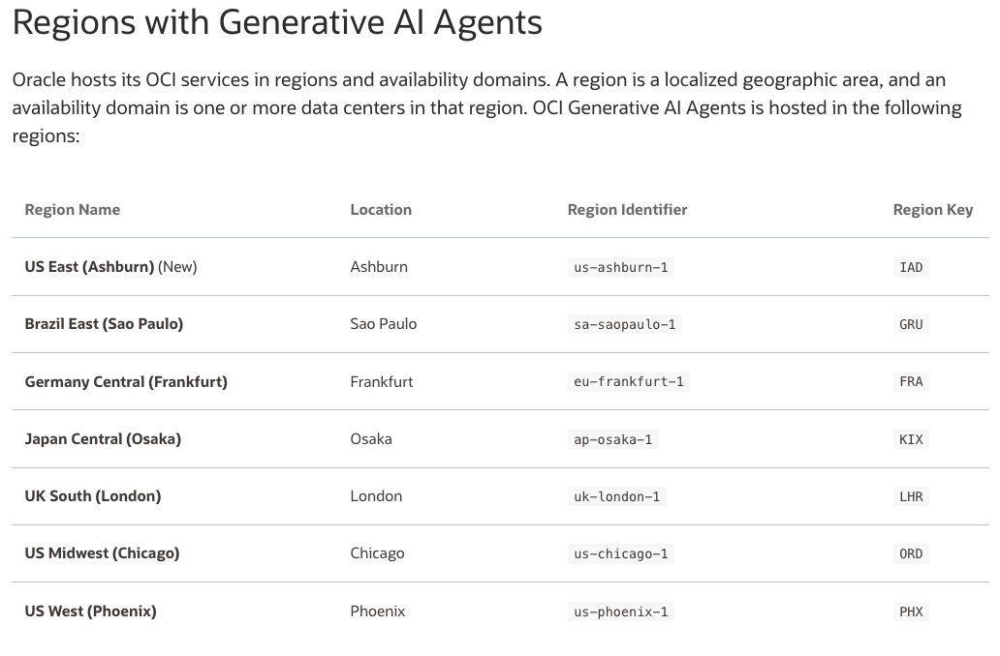 Regions with Generative AI Agents
Oracle hosts its OCI services in regions and availability domains. A region is a localized geographic area, and an
availability domain is one or more data centers in that region. OCI Generative AI Agents is hosted in the following
regions:
Region Name Location Region Identifier Region Key
US East (Ashburn) (New) Ashburn us-ashburn-1 IAD
Brazil East (Sao Paulo) Sao Paulo sa-saopaulo-1 GRU
Germany Central (Frankfurt) Frankfurt eu-frankfurt-1 FRA
Japan Central (Osaka) Osaka ap-osaka-1 KIX
UK South (London) London uk-london-1 LHR
US Midwest (Chicago) Chicago us-chicago-1 ORD
US West (Phoenix) Phoenix us-phoenix-1 PHX